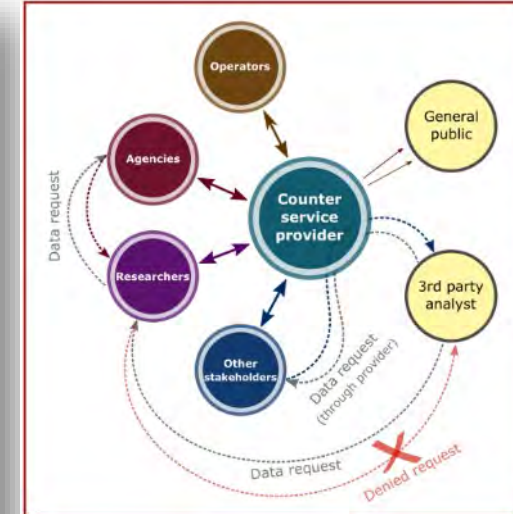 Operators
Agencies
General
public
Counter
service
provider
Data request
Researchers
3rd party
analyst
Other
stakeholders
Data request
(through provider)
Data request
Denied request